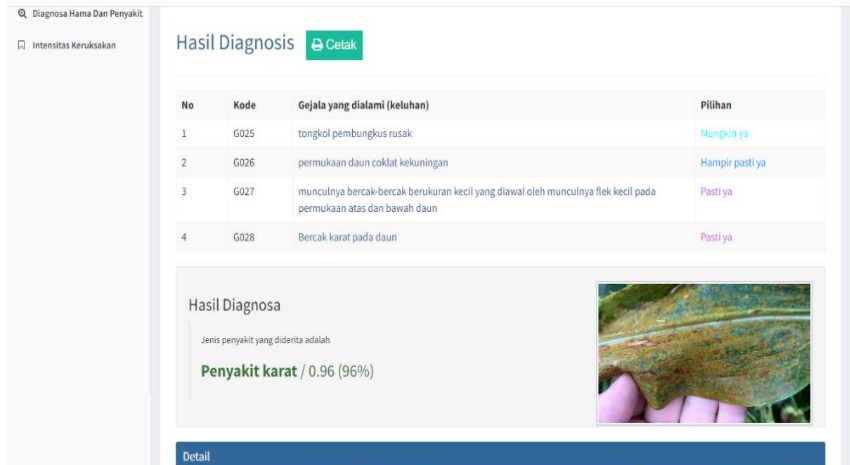 Diagnosa Hama Dan Penyakit
Intensitas Keruksakan
Hasil Diagnosis Cetak
No Kode Gejala yang dialami (keluhan) Pilihan
1 G025 tongkol pembungkus rusak Mungkin ya
2 G026 permukaan daun coklat kekuningan Hampir pasti ya
3 G027 munculnya bercak-bercak berukuran kecil yang diawal oleh munculnya flek kecil pada Pasti ya
permukaan atas dan bawah daun
4 G028 Bercak karat pada daun Pasti ya
Hasil Diagnosa
Jenis penyakit yang diderita adalah
Penyakit karat / 0.96 (96%)
Detail